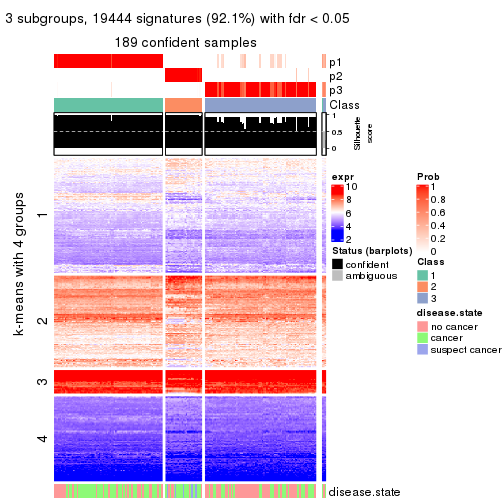 3 subgroups, 19444 signatures (92.1%) with fdr < 0.05
189 confident samples
p1
p2
p3
Class
1
0.5
0
Silhouette
score
k-means with 4 groups
1
2
3
4
disease.state
expr
10
8
6
4
2
Status (barplots)
confident
ambiguous
Prob
1
0.8
0.6
0.4
0.2
0
Class
1
2
3
disease.state
no cancer
cancer
suspect cancer